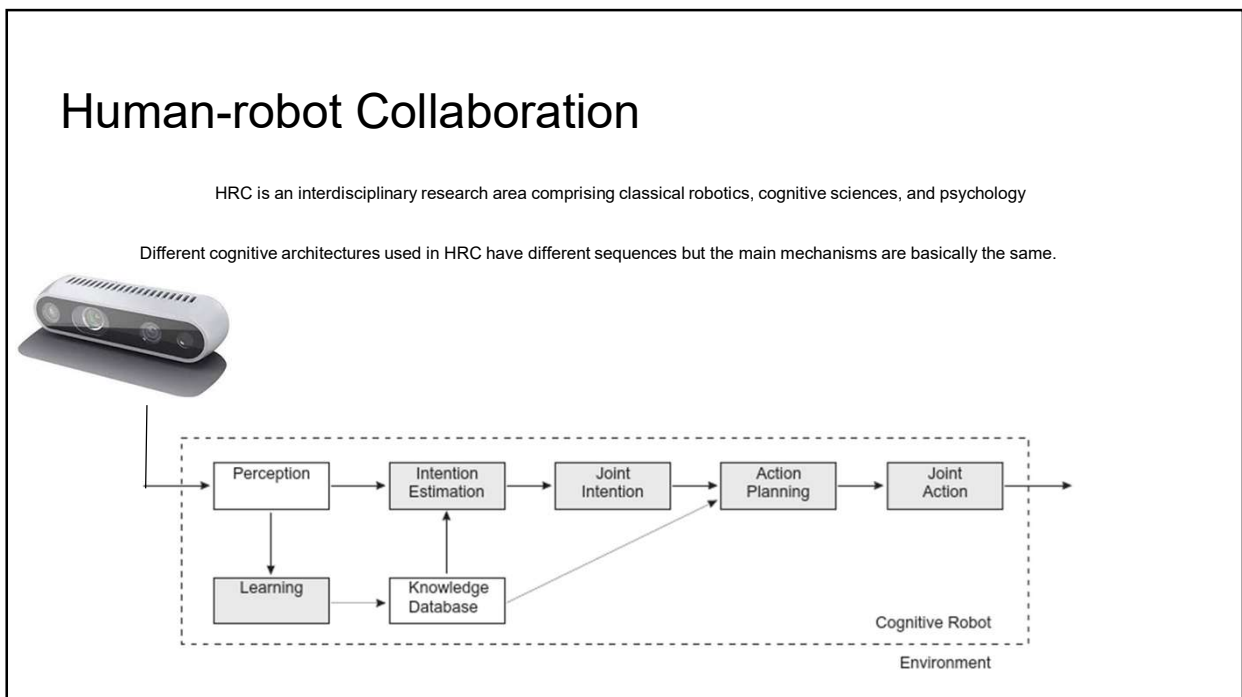 Human-robot Collaboration
HRC is an interdisciplinary research area comprising classical robotics, cognitive sciences, and psychology
Different cognitive architectures used in HRC have different sequences but the main mechanisms are basically the same.
Perception
Intention
Estimation
Joint
Intention
Action
Planning
Joint
Action
Learning
Knowledge
Database
Cognitive Robot
Environment